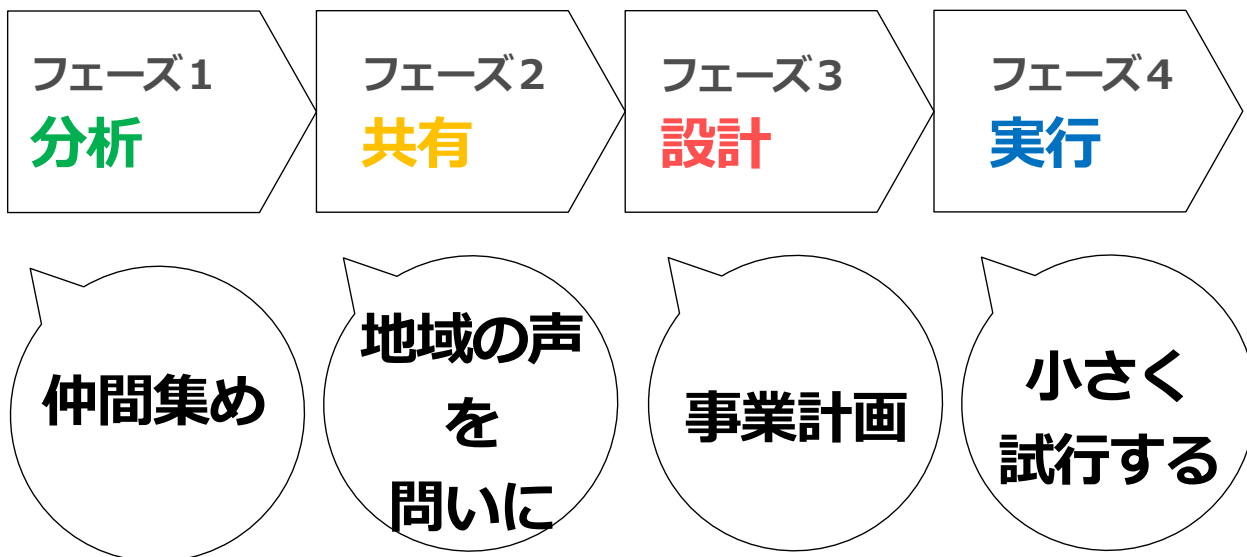 フェーズ1
分析
フェーズ2
共有
フェーズ3
設計
フェーズ4
実行
仲間集め
地域の声
を
問いに
事業計画
小さく
試行する